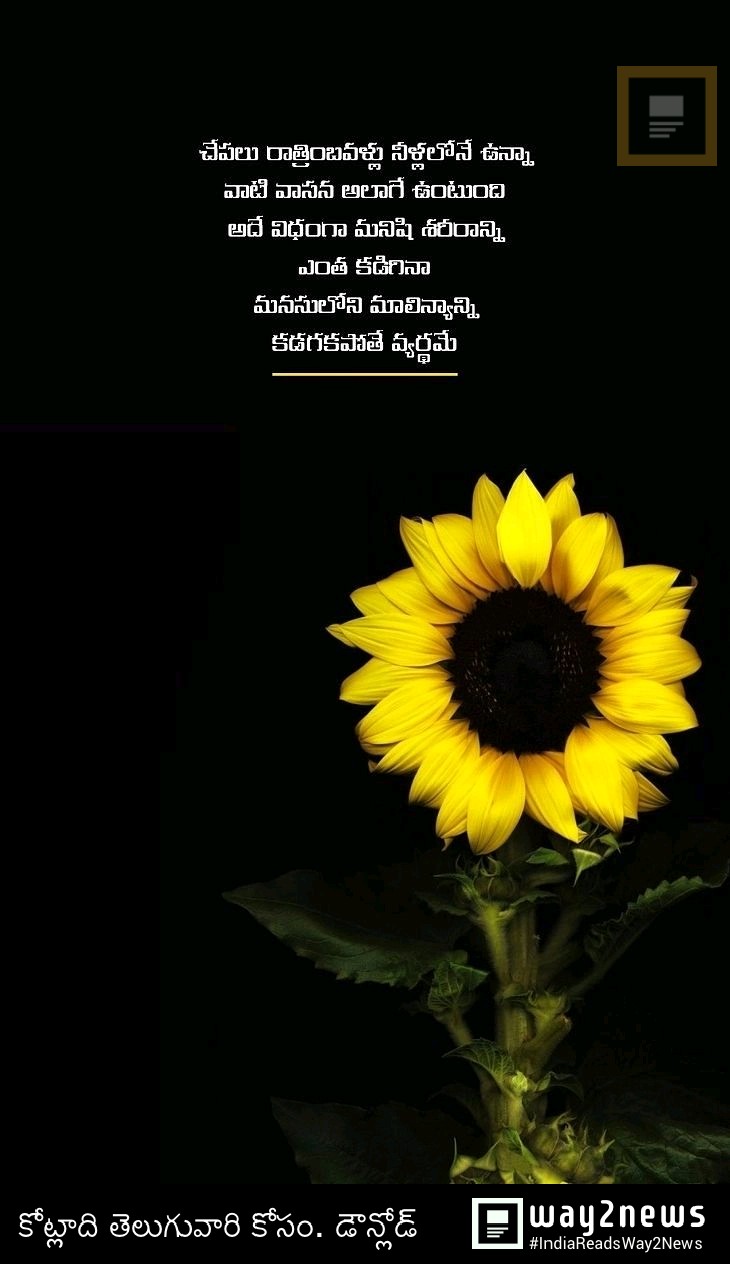 చేపలు రాత్రింబవళ్లు నీళ్లలోనే ఉన్నా
వాటి వాసన అలాగే ఉంటుంది
అదే విధంగా మనిషి శరీరాన్ని
ఎంత కడిగినా
మనసులోని మాలిన్యాన్ని
కడగకపోతే వ్యర్థమే
కోట్లాది తెలుగువారి కోసం. డౌన్లోడ్
way2news
#IndiaReadsWay2News